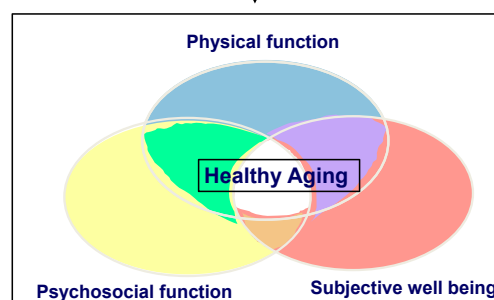 Physical function
Healthy Aging
Psychosocial function
Subjective well being